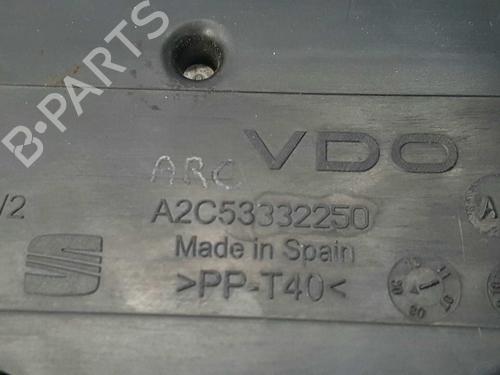 B-PARTS
VDO
ARC
/2
A2C53332250
A
Made in Spain
>PP-T40<